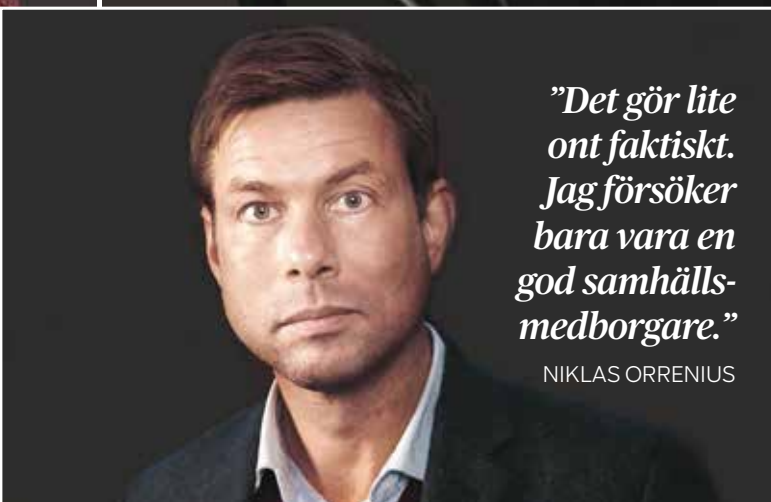 ”Det gör lite
ont faktiskt.
Jag försöker
bara vara en
god samhälls-
medborgare.”
NIKLAS ORRENIUS